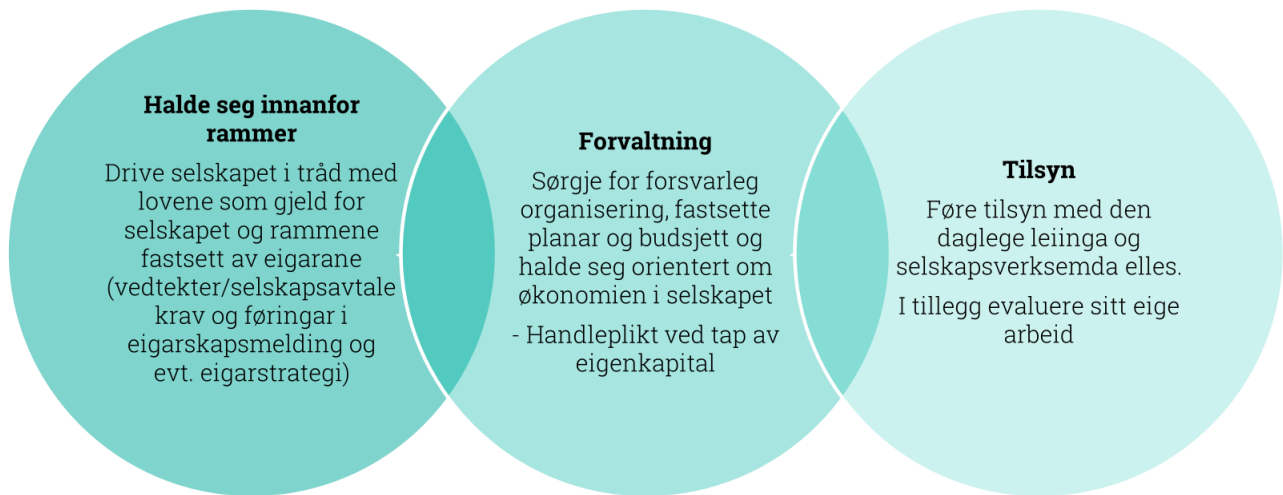 Halde seg innanfor
rammer
Drive selskapet i tråd med
lovene som gjeld for
selskapet og rammene
fastsett av eigarane
(vedtekter/selskapsavtale
krav og føringar i
eigarskapsmelding og
evt. eigarstrategi)
Forvaltning
Sørgje for forsvarleg
organisering, fastsette
planar og budsjett og
halde seg orientert om
økonomien i selskapet
- Handleplikt ved tap av
eigenkapital
Tilsyn
Føre tilsyn med den
daglege leiinga og
selskapsverksemda elles.
I tillegg evaluere sitt eige
arbeid